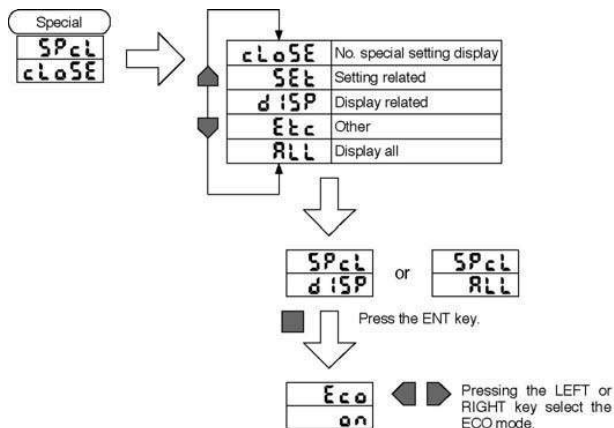 Special
SPcL
cLoSE
cLoSE No. special setting display
SEt Setting related
dISP Display related
Etc Other
ALL Display all
SPcL
dISP
or
SPcL
ALL
Press the ENT key.
Eco
on
Pressing the LEFT or
RIGHT key select the
ECO mode.